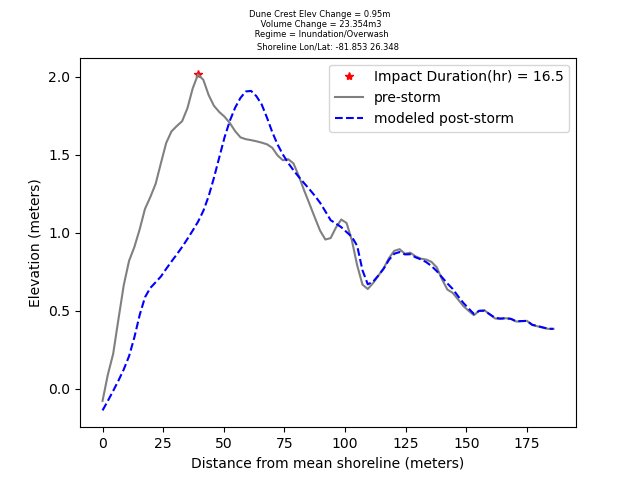 Dune Crest Elev Change = 0.95m
Volume Change = 23.354m3
Regime = Inundation/Overwash
Shoreline Lon/Lat: -81.853 26.348
Impact Duration(hr) = 16.5
pre-storm
modeled post-storm
2.0
1.5
1.0
0.5
0.0
Elevation (meters)
0 25 50 75 100 125 150 175
Distance from mean shoreline (meters)